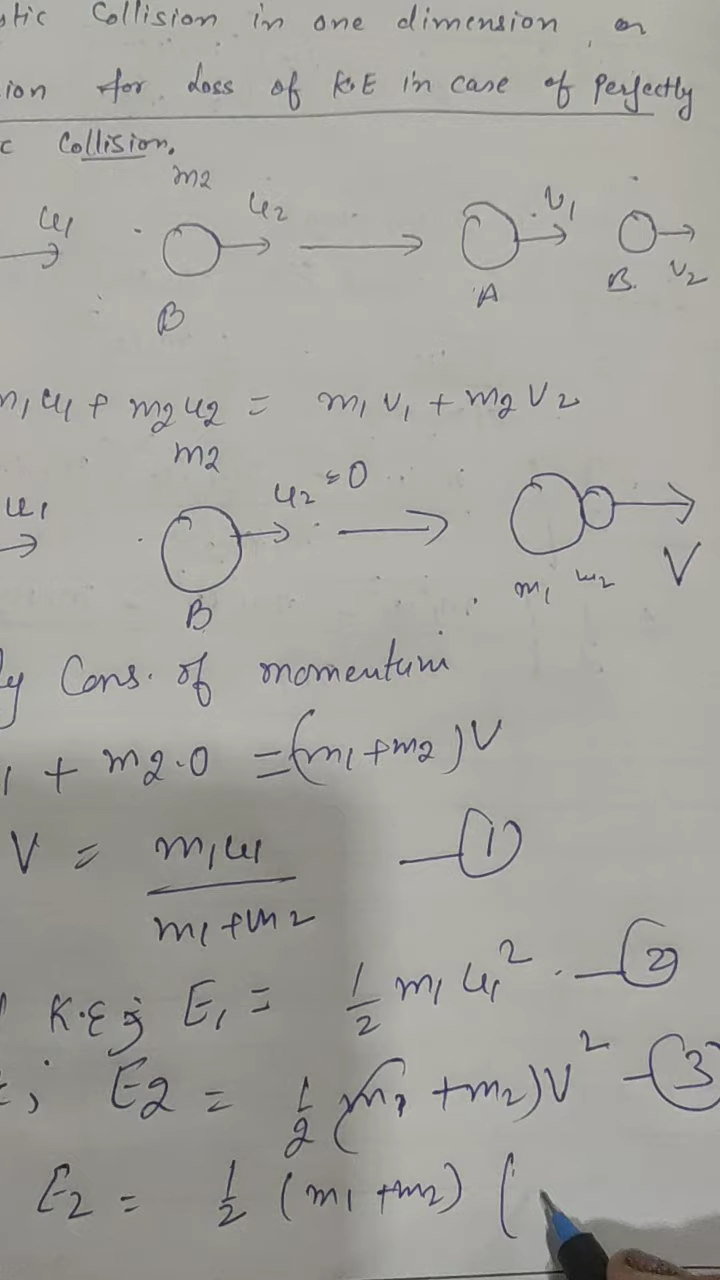 stic Collision in one dimension or
ion for Loss of K.E in case of perfectly
c Collision.
m2
u1 u2 v1
B A B. v2
m1u1 + m2u2 = m1v1 + m2v2
m2
u1 u2=0
B m1 m2 V
y Cons. of momentum
1 + m2.0 = (m1+m2)V
V = m1u1 / m1+m2 —(1)
K.E; E1 = 1/2 m1u1² . —(2)
; E2 = 1/2 (m1+m2)V² —(3)
E2 = 1/2 (m1+m2) (